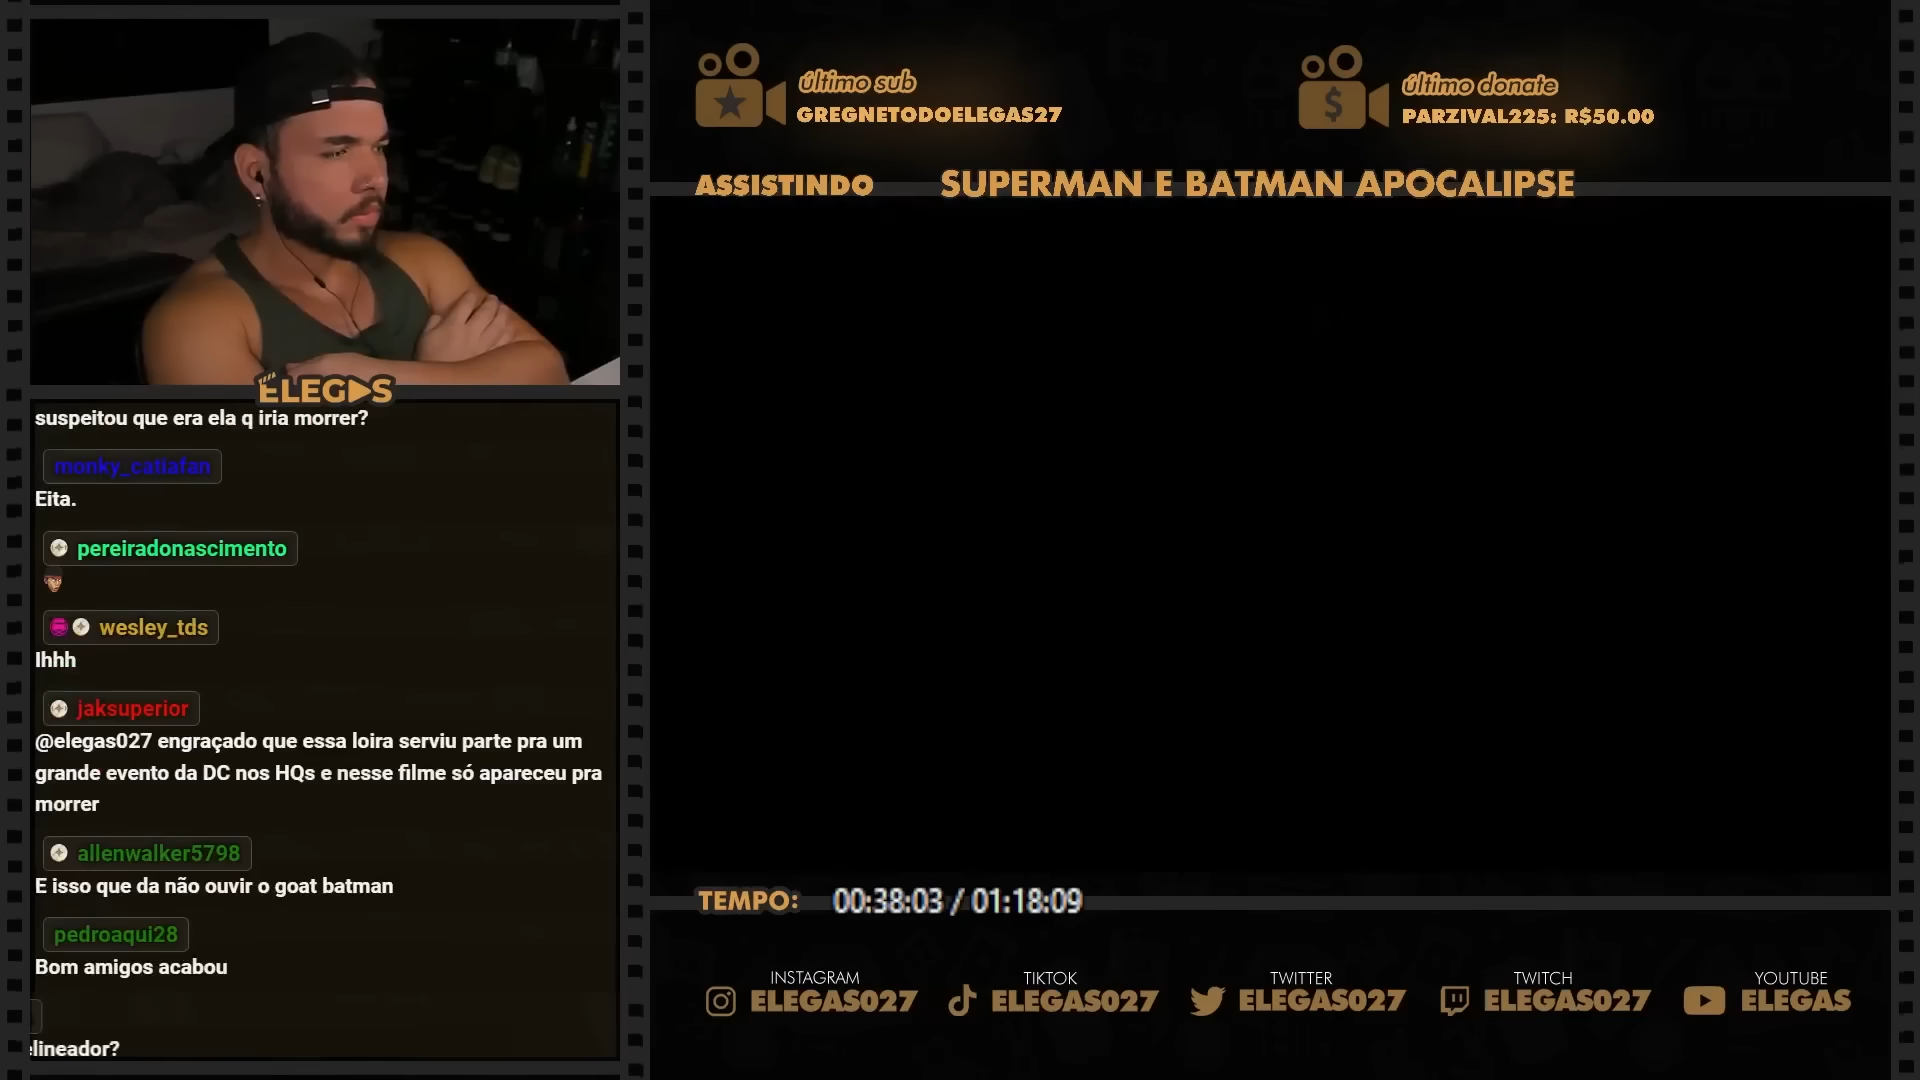 último sub
GREGNETODOELEGAS27
último donate
PARZIVAL225: R$50.00
ASSISTINDO
SUPERMAN E BATMAN APOCALIPSE
ELEGAS
suspeitou que era ela q iria morrer?
monky_catiafan
Eita.
pereiradonascimento
wesley_tds
Ihhh
jaksuperior
@elegas027 engraçado que essa loira serviu parte pra um
grande evento da DC nos HQs e nesse filme só apareceu pra
morrer
allenwalker5798
E isso que da não ouvir o goat batman
pedroaqui28
Bom amigos acabou
elineador?
TEMPO:
00:38:03 / 01:18:09
INSTAGRAM
ELEGAS027
TIKTOK
ELEGAS027
TWITTER
ELEGAS027
TWITCH
ELEGAS027
YOUTUBE
ELEGAS